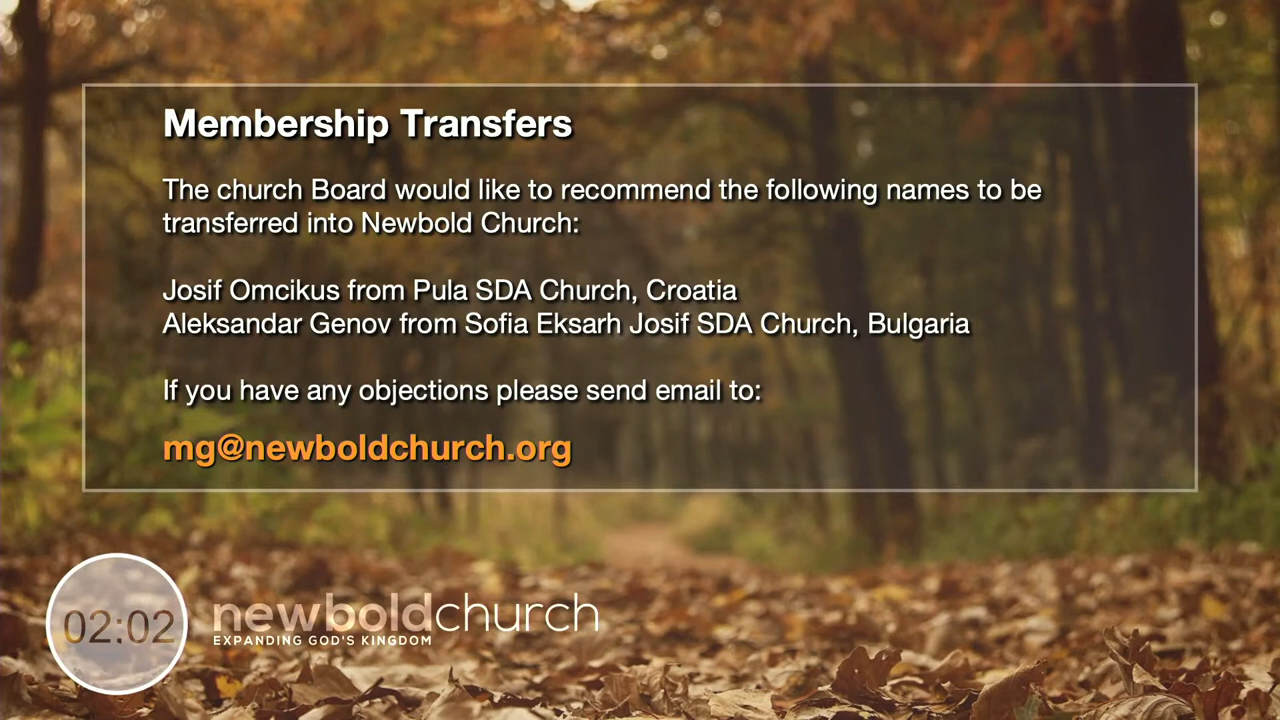 Membership Transfers
The church Board would like to recommend the following names to be
transferred into Newbold Church:
Josif Omcikus from Pula SDA Church, Croatia
Aleksandar Genov from Sofia Eksarh Josif SDA Church, Bulgaria
If you have any objections please send email to:
mg@newboldchurch.org
02:02
newboldchurch
EXPANDING GOD'S KINGDOM